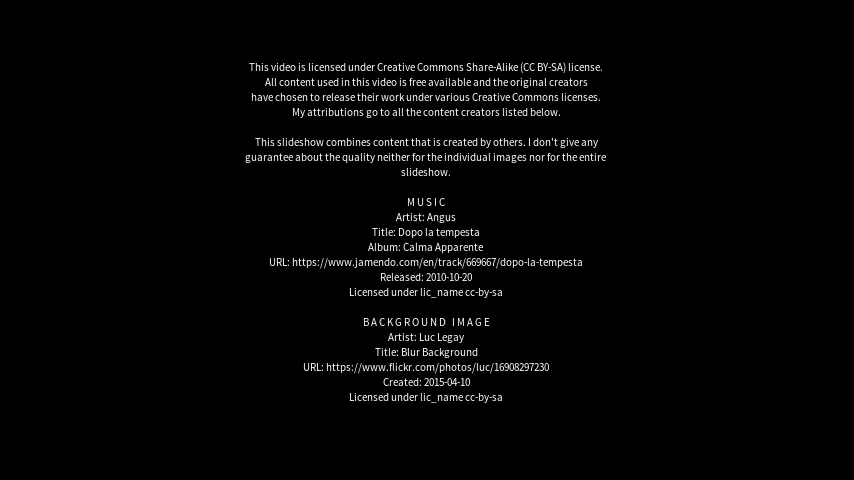 This video is licensed under Creative Commons Share-Alike (CC BY-SA) license.
All content used in this video is free available and the original creators
have chosen to release their work under various Creative Commons licenses.
My attributions go to all the content creators listed below.
This slideshow combines content that is created by others. I don't give any
guarantee about the quality neither for the individual images nor for the entire
slideshow.
MUSIC
Artist: Angus
Title: Dopo la tempesta
Album: Calma Apparente
URL: https://www.jamendo.com/en/track/669667/dopo-la-tempesta
Released: 2010-10-20
Licensed under lic_name cc-by-sa
BACKGROUND IMAGE
Artist: Luc Legay
Title: Blur Background
URL: https://www.flickr.com/photos/luc/16908297230
Created: 2015-04-10
Licensed under lic_name cc-by-sa